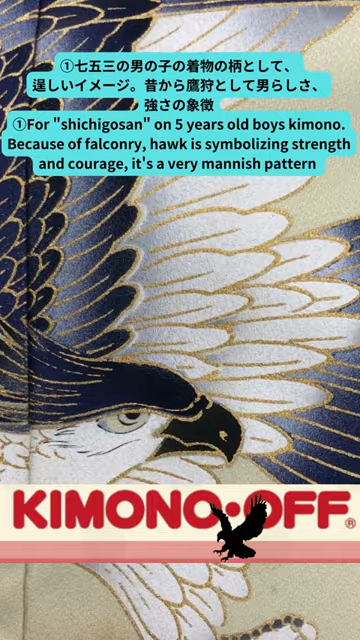 ①七五三の男の子の着物の柄として、
逞しいイメージ。昔から鷹狩として男らしさ、
強さの象徴
①For "shichigosan" on 5 years old boys kimono.
Because of falconry, hawk is symbolizing strength
and courage, it's a very mannish pattern
KIMONO・OFF®